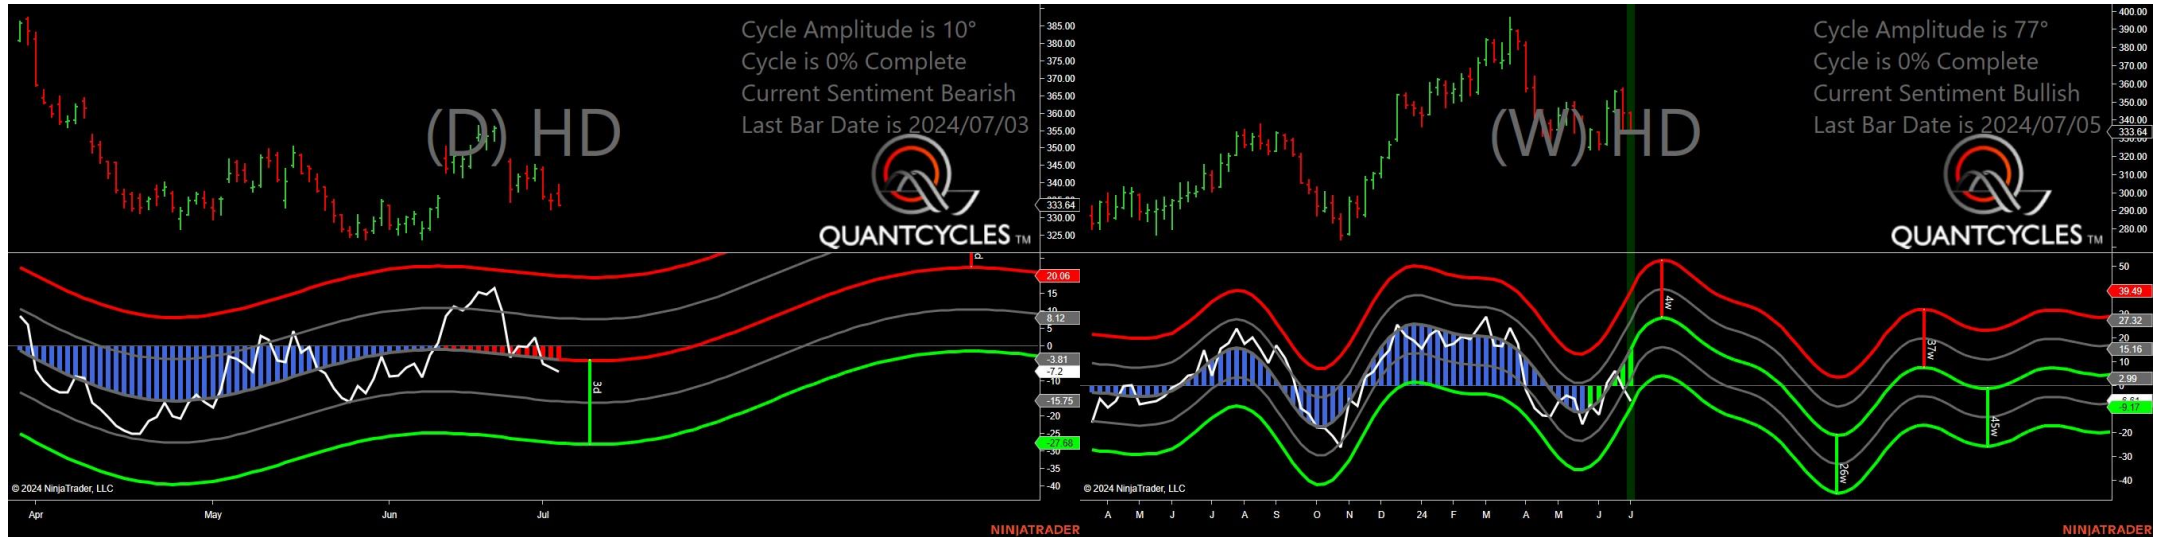 Cycle Amplitude is 10°
Cycle is 0% Complete
Current Sentiment Bearish
Last Bar Date is 2024/07/03
(D) HD
QUANTCYCLES TM
385.00
380.00
375.00
370.00
365.00
360.00
355.00
350.00
345.00
340.00
333.64
330.00
325.00
20.06
15
8.12
5
0
-3.81
-7.2
-10
-15.75
-20
-25
-27.68
-30
-35
-40
3d
© 2024 NinjaTrader, LLC
Apr
May
Jun
Jul
NINJATRADER
Cycle Amplitude is 77°
Cycle is 0% Complete
Current Sentiment Bullish
Last Bar Date is 2024/07/05
(W) HD
QUANTCYCLES TM
400.00
390.00
380.00
370.00
360.00
350.00
340.00
333.64
320.00
310.00
300.00
290.00
280.00
50
39.49
27.32
20
15.16
10
2.99
-9.17
-20
-30
-40
4w
37w
26w
45w
© 2024 NinjaTrader, LLC
A
M
J
J
A
S
O
N
D
24
F
M
A
M
J
J
NINJATRADER